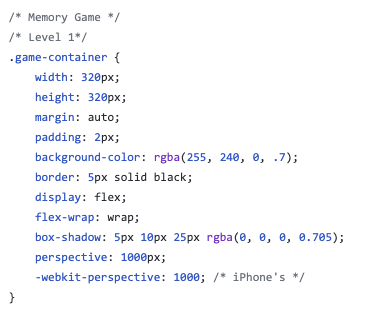 /* Memory Game */
/* Level 1*/
.game-container {
    width: 320px;
    height: 320px;
    margin: auto;
    padding: 2px;
    background-color: rgba(255, 240, 0, .7);
    border: 5px solid black;
    display: flex;
    flex-wrap: wrap;
    box-shadow: 5px 10px 25px rgba(0, 0, 0, 0.705);
    perspective: 1000px;
    -webkit-perspective: 1000; /* iPhone's */
}